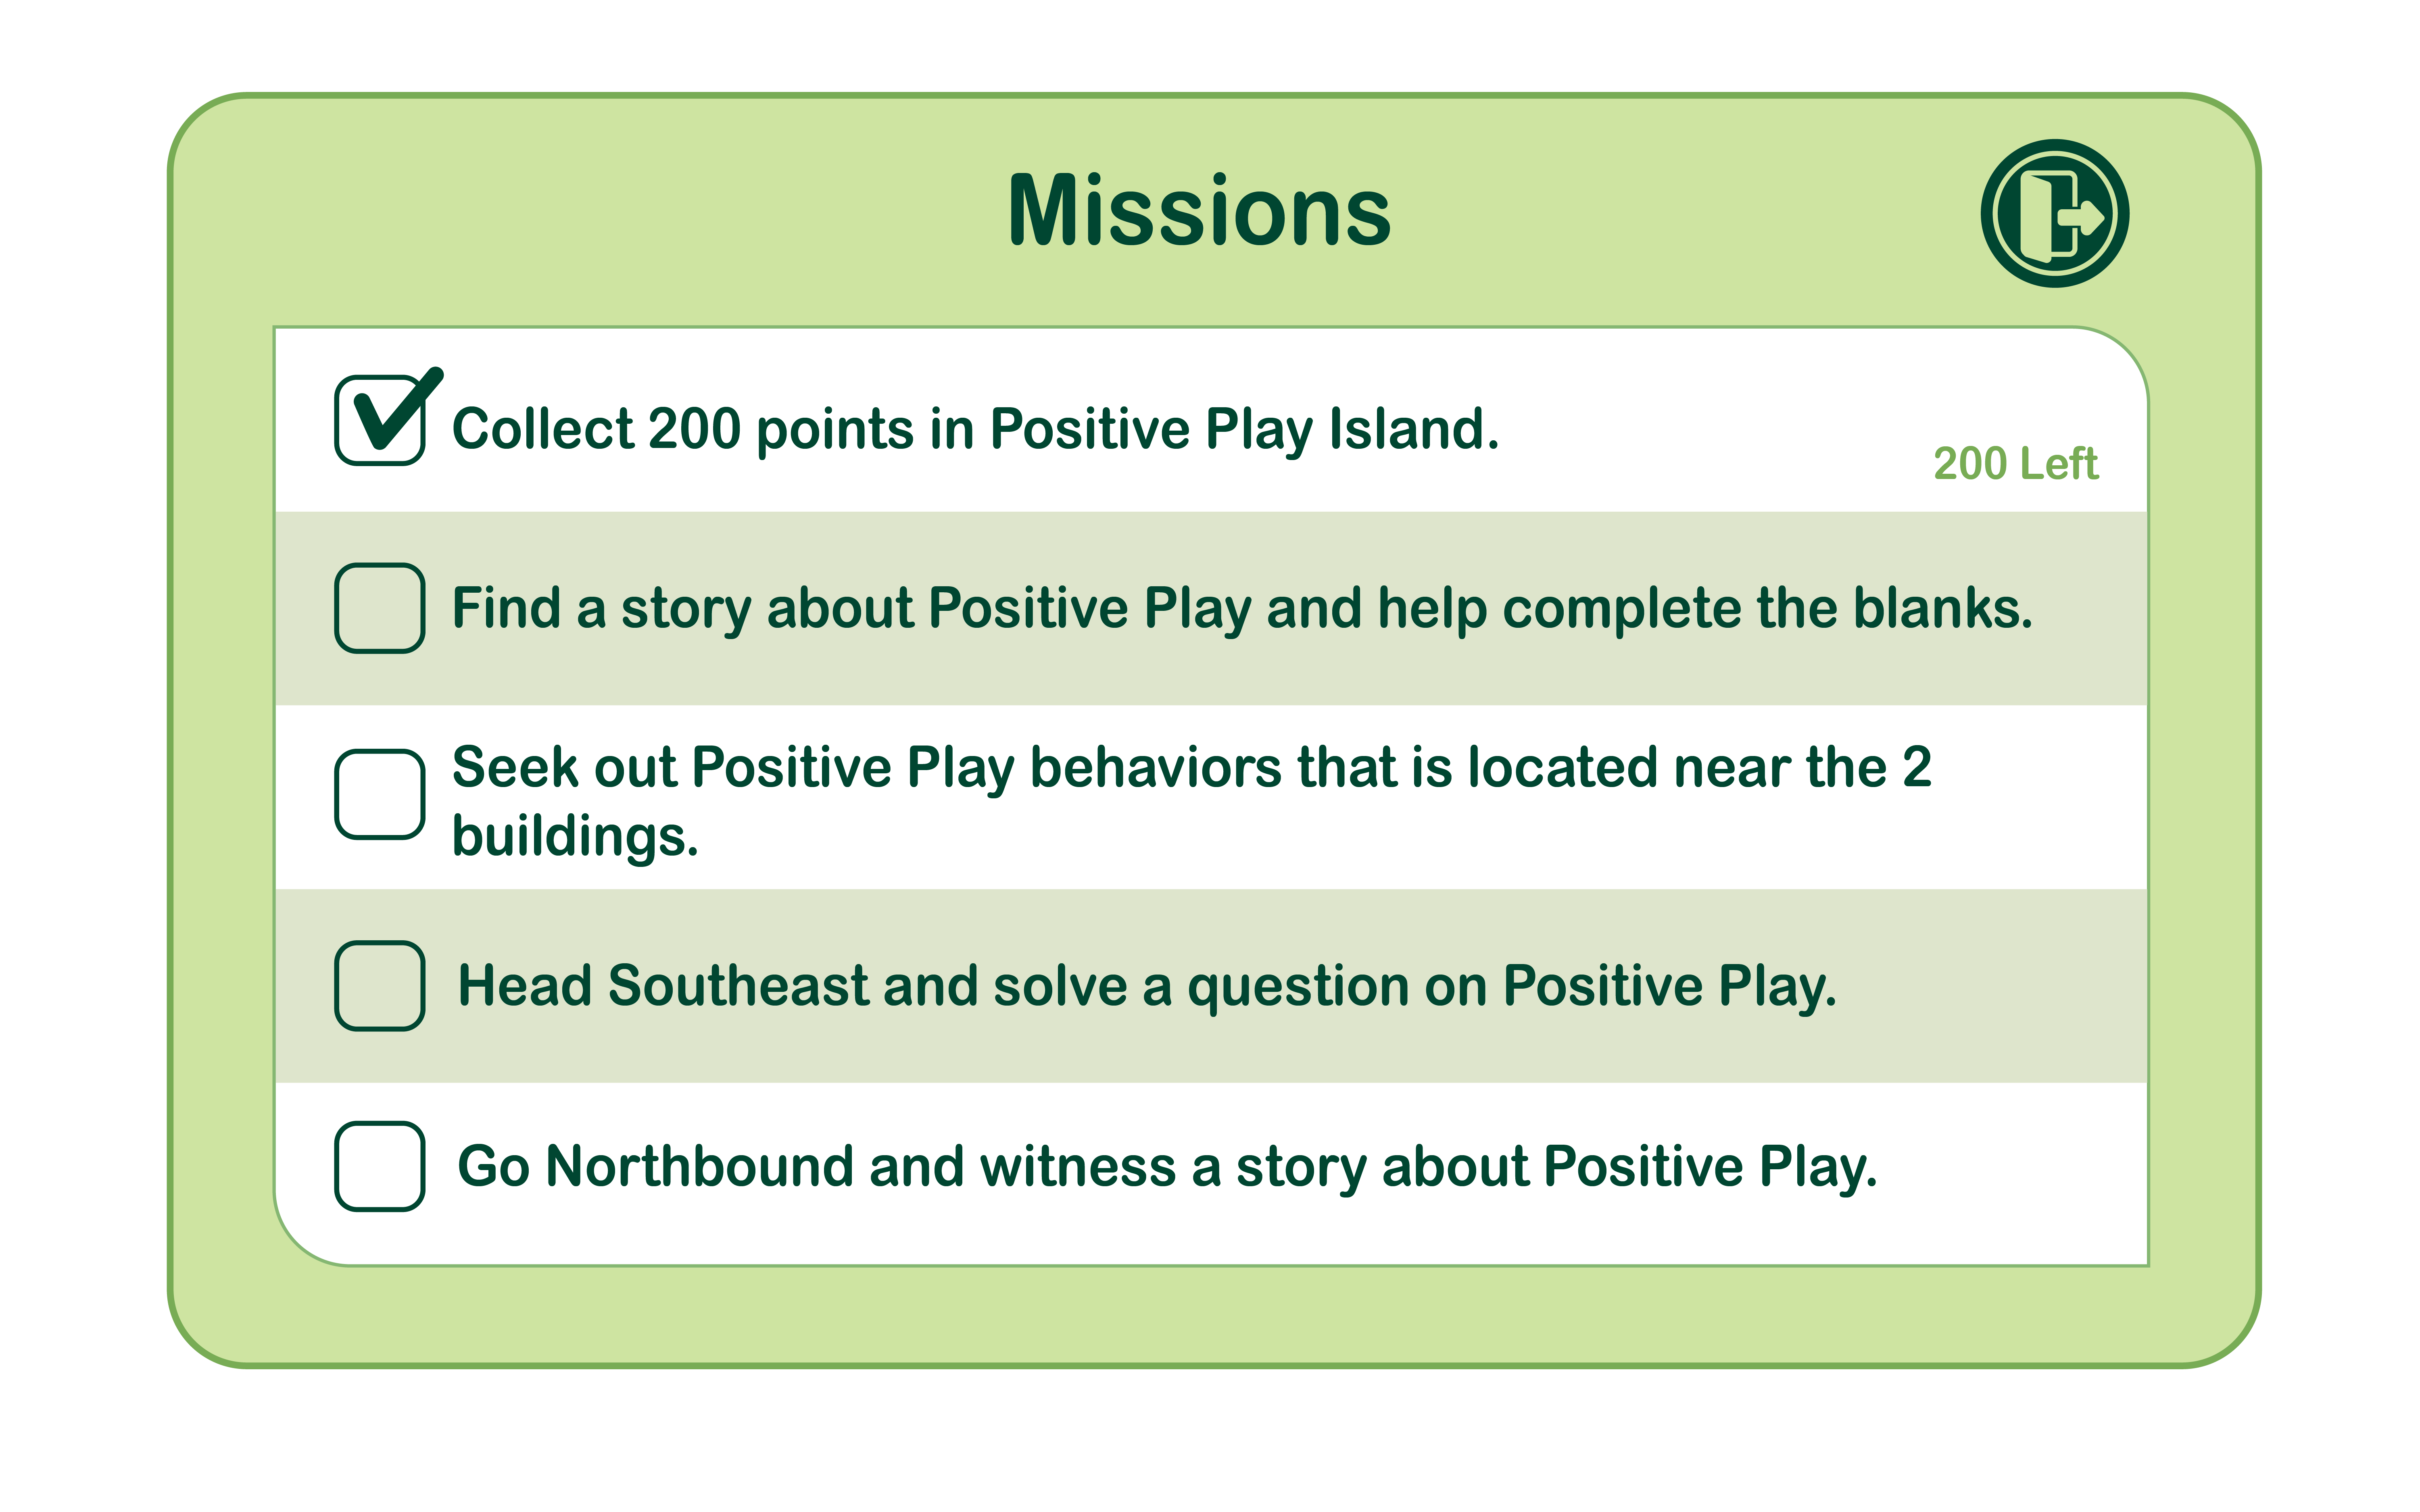 Missions
Collect 200 points in Positive Play Island.
200 Left
Find a story about Positive Play and help complete the blanks.
Seek out Positive Play behaviors that is located near the 2
buildings.
Head Southeast and solve a question on Positive Play.
Go Northbound and witness a story about Positive Play.